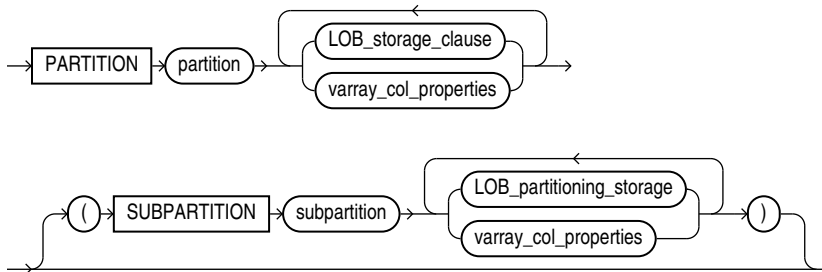 LOB_storage_clause
PARTITION partition
varray_col_properties
LOB_partitioning_storage
( SUBPARTITION subpartition )
varray_col_properties